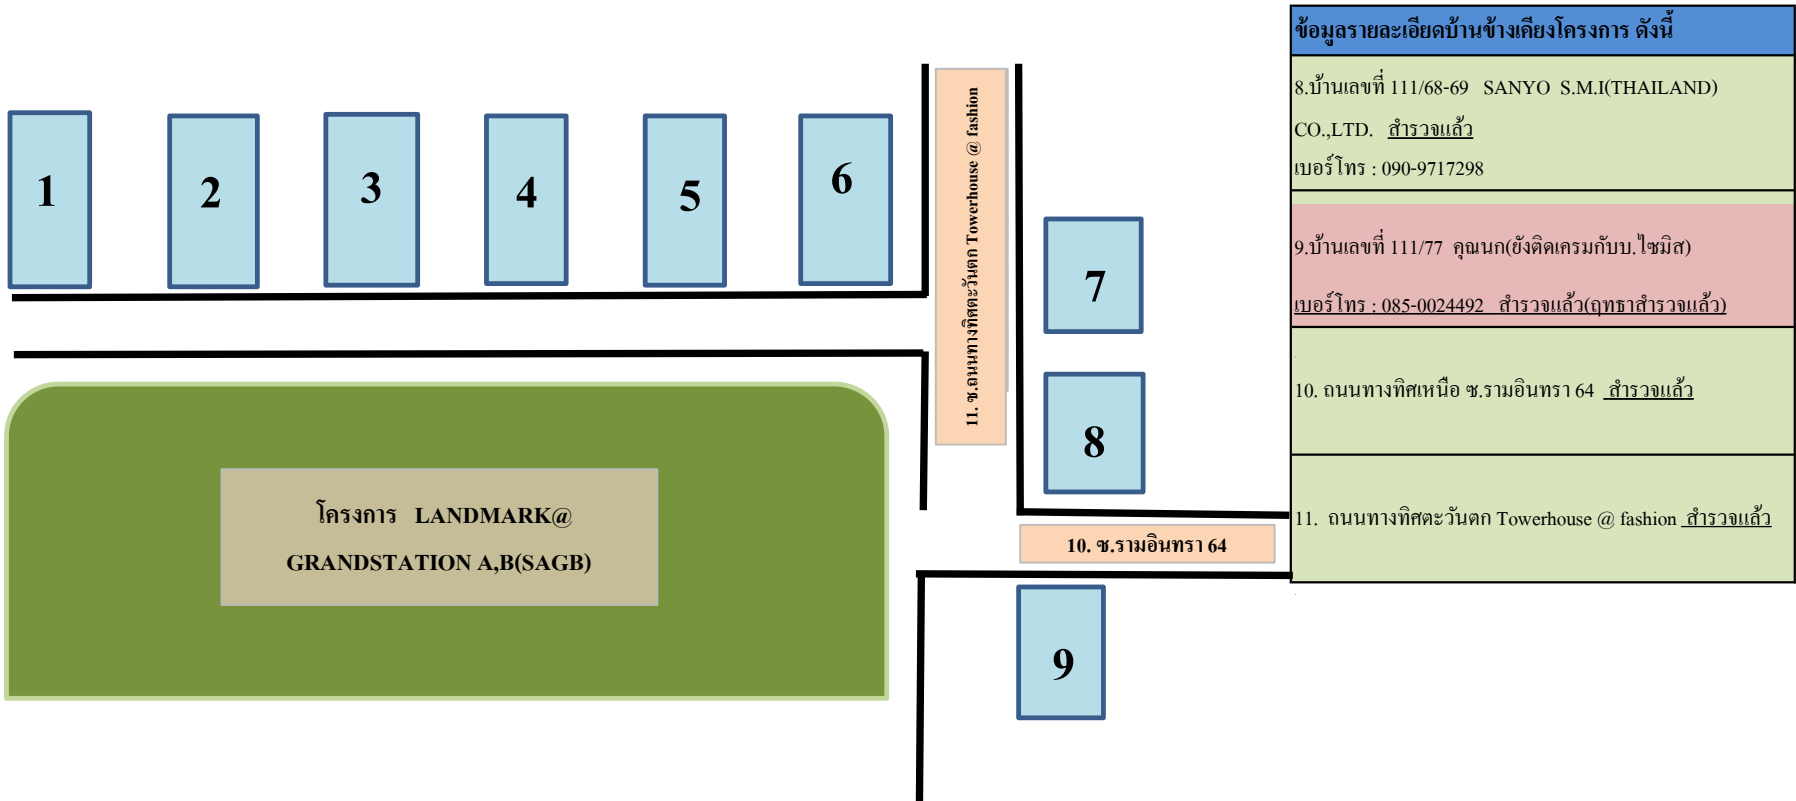 ข้อมูลรายละเอียดบ้านข้างเคียงโครงการ ดังนี้
8.บ้านเลขที่ 111/68-69 SANYO S.M.I(THAILAND)
CO.,LTD. สำรวจแล้ว
เบอร์โทร : 090-9717298
9.บ้านเลขที่ 111/77 คุณนก(ยังติดเครมกับบ.ไซมิส)
เบอร์โทร : 085-0024492 สำรวจแล้ว(ฤทธาสำรวจแล้ว)
10. ถนนทางทิศเหนือ ซ.รามอินทรา 64 สำรวจแล้ว
11. ถนนทางทิศตะวันตก Towerhouse @ fashion สำรวจแล้ว
1
2
3
4
5
6
11. ซ.ถนนทางทิศตะวันตก Towerhouse @ fashion
7
8
โครงการ LANDMARK@
GRANDSTATION A,B(SAGB)
10. ซ.รามอินทรา 64
9